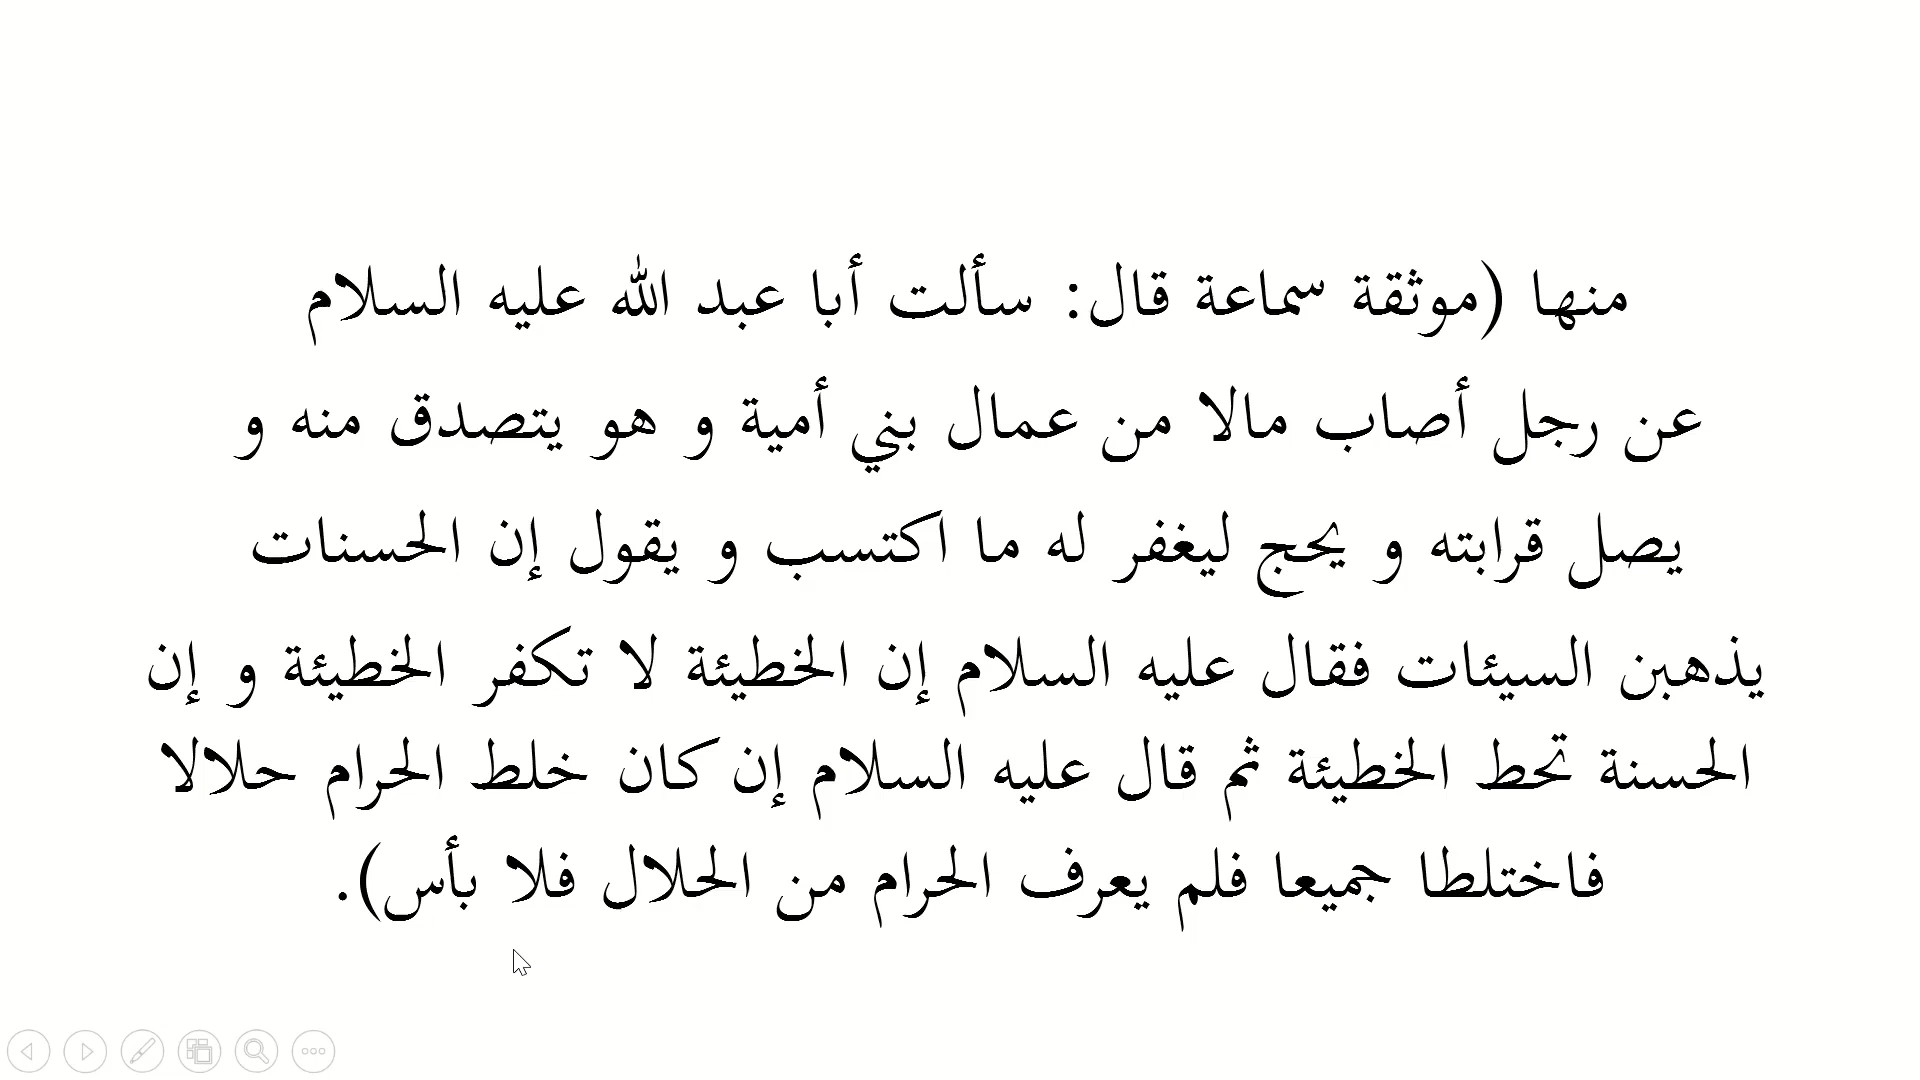 منها (موثقة سماعة قال: سألت أبا عبد الله عليه السلام
عن رجل أصاب مالا من عمال بني أمية و هو يتصدق منه و
يصل قرابته و يحج ليغفر له ما اكتسب و يقول إن الحسنات
يذهبن السيئات فقال عليه السلام إن الخطيئة لا تكفر الخطيئة و إن
الحسنة تحط الخطيئة ثم قال عليه السلام إن كان خلط الحرام حلالا
فاختلطا جميعا فلم يعرف الحرام من الحلال فلا بأس).